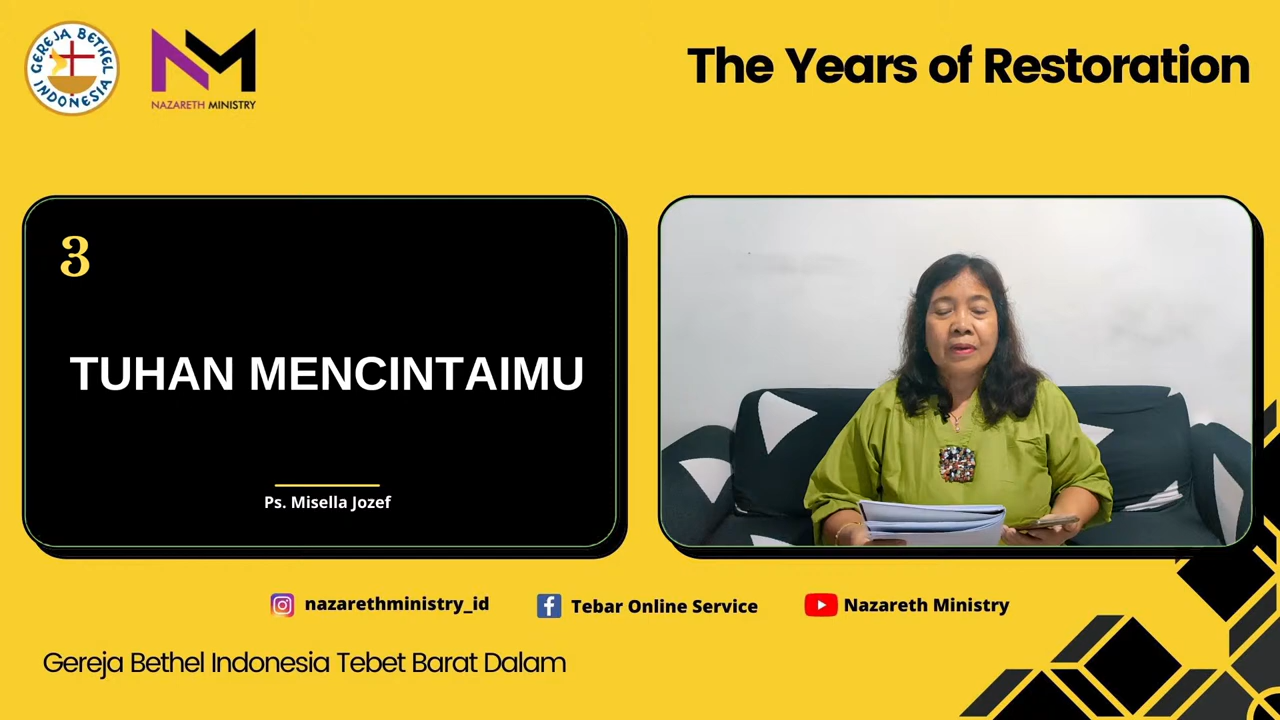 GEREJA BETHEL INDONESIA
NM
NAZARETH MINISTRY
The Years of Restoration
3
TUHAN MENCINTAIMU
Ps. Misella Jozef
nazarethministry_id
Tebar Online Service
Nazareth Ministry
Gereja Bethel Indonesia Tebet Barat Dalam